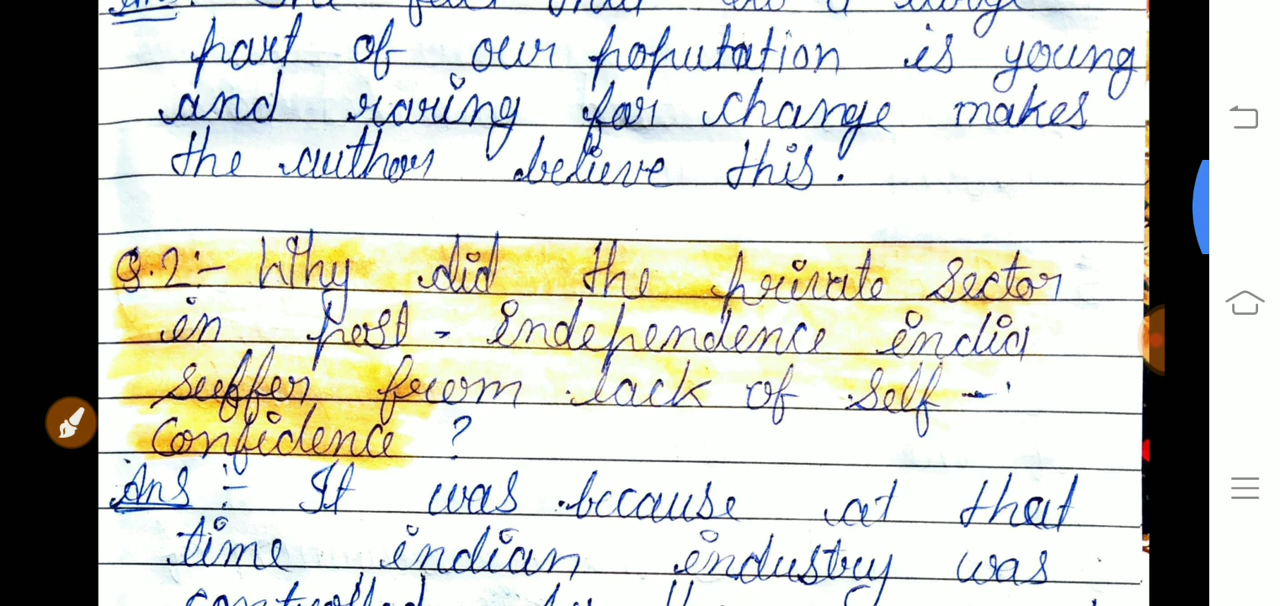 part of our poputation is young
and raring for change makes
the author believe this.
Q.2:- Why did the private Sector
in post - independence india
suffer from lack of Self -
Confidence ?
Ans :- It was because at that
time indian industry was